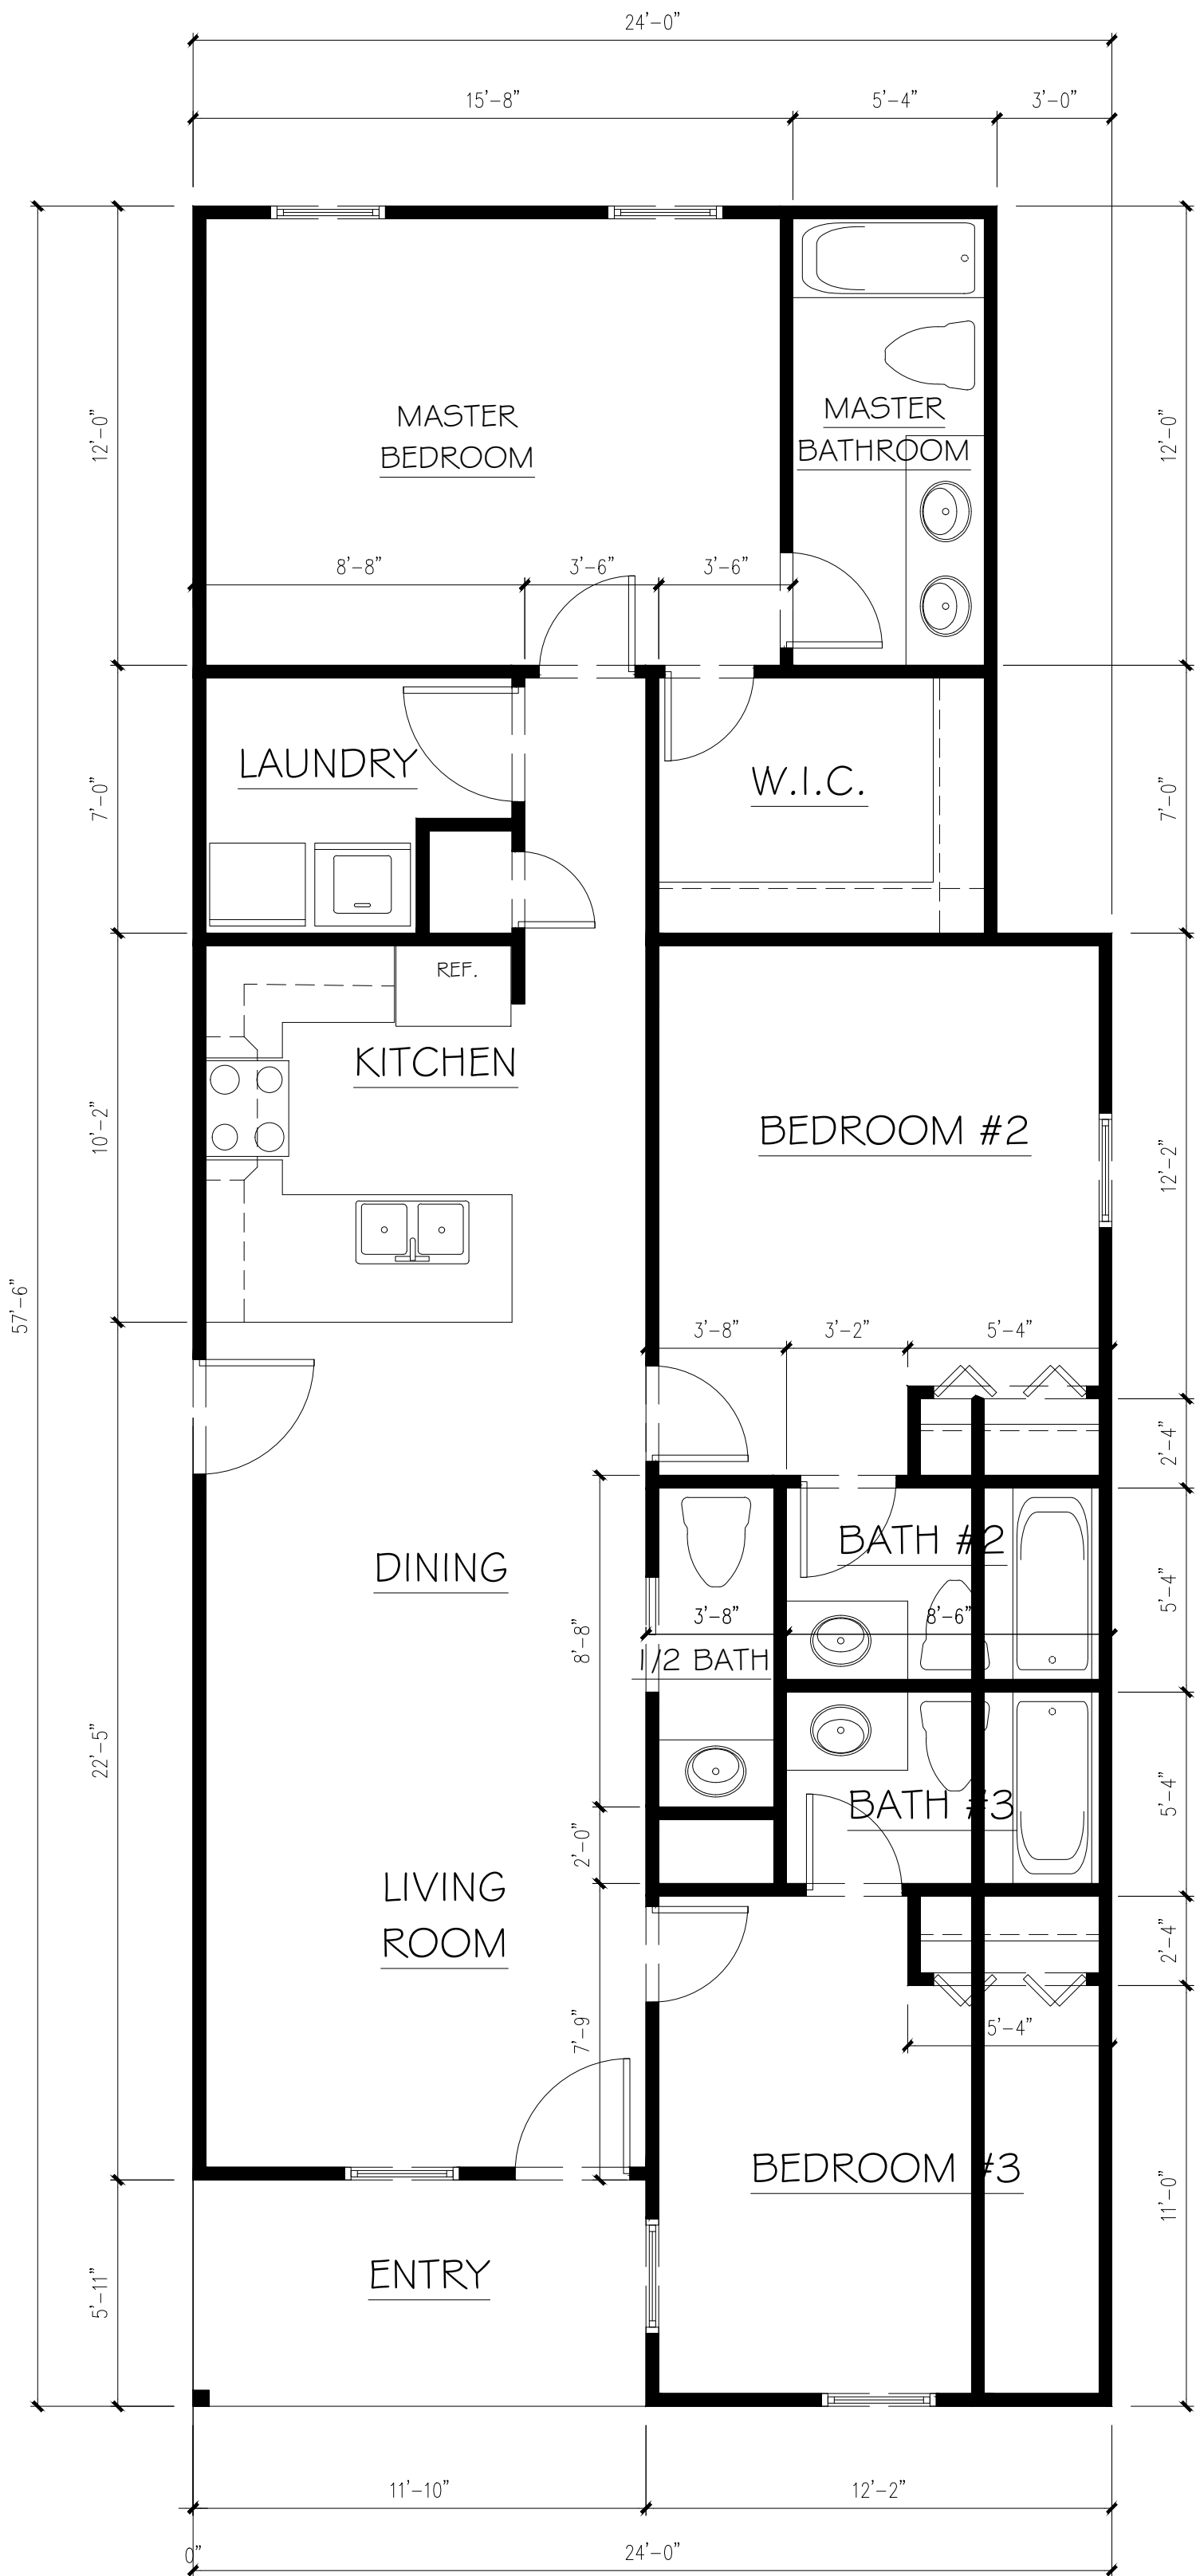 24'-0"
15'-8" 5'-4" 3'-0"
MASTER
BEDROOM
MASTER
BATHROOM
12'-0"
12'-0"
8'-8" 3'-6" 3'-6"
LAUNDRY
W.I.C.
7'-0"
7'-0"
REF.
KITCHEN
10'-2"
BEDROOM #2
12'-2"
57'-6"
3'-8" 3'-2" 5'-4"
2'-4"
BATH #2
DINING
5'-4"
3'-8" 8'-6"
8'-8"
1/2 BATH
22'-5"
5'-4"
BATH #3
2'-0"
LIVING
ROOM
2'-4"
7'-9"
5'-4"
BEDROOM #3
11'-0"
ENTRY
5'-11"
11'-10" 12'-2"
0" 24'-0"